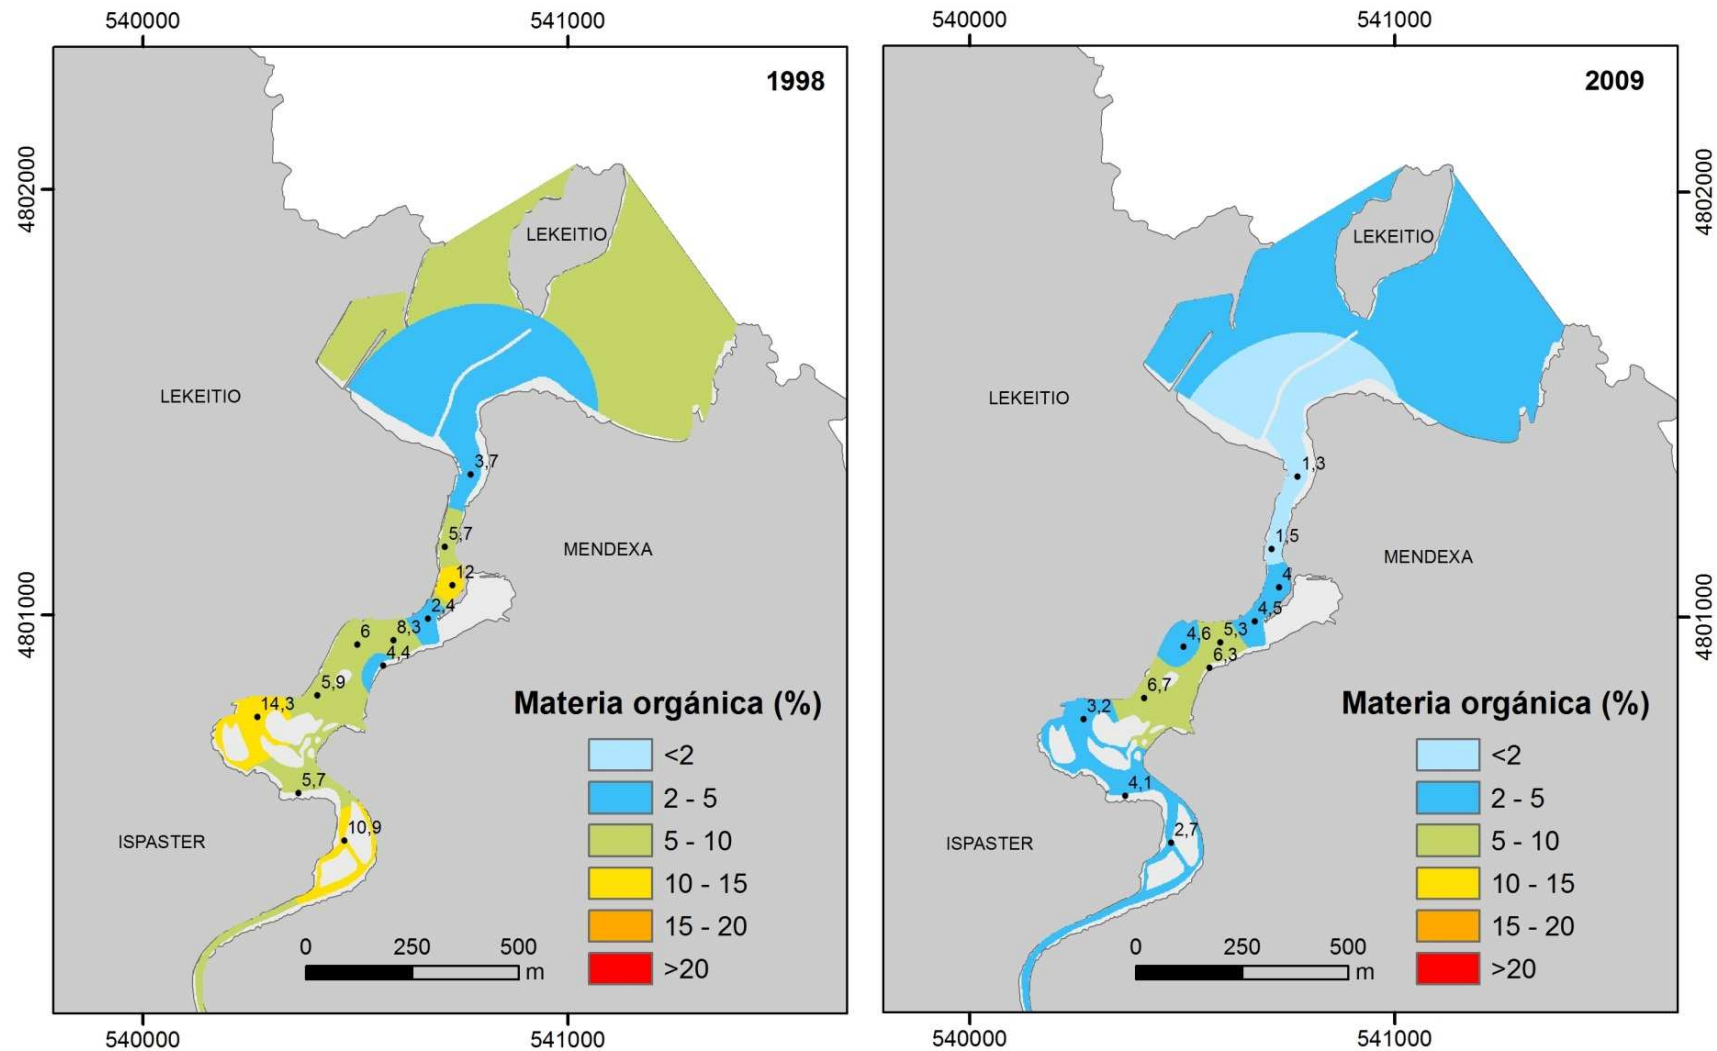 540000
541000
1998
4802000
LEKEITIO
LEKEITIO
3,7
5,7
MENDEXA
12
2,4
4801000
8,3
6
4,4
5,9
14,3
5,7
10,9
ISPASTER
Materia orgánica (%)
<2
2 - 5
5 - 10
10 - 15
15 - 20
>20
0
250
500
m
540000
541000
540000
541000
2009
4802000
LEKEITIO
LEKEITIO
1,3
1,5
MENDEXA
4
4,5
4801000
5,3
4,6
6,3
6,7
3,2
4,1
2,7
ISPASTER
Materia orgánica (%)
<2
2 - 5
5 - 10
10 - 15
15 - 20
>20
0
250
500
m
540000
541000